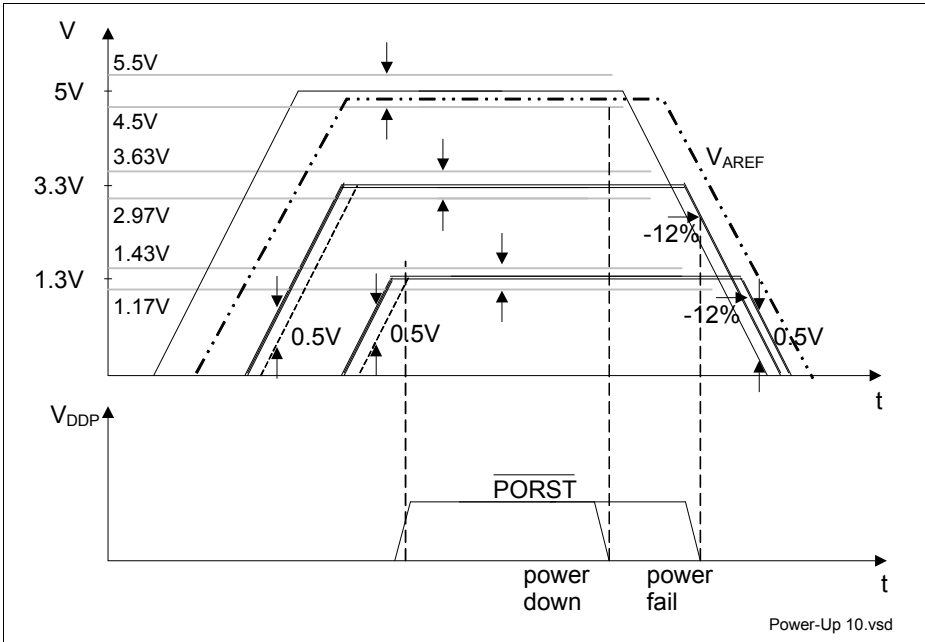 V
5.5V
5V
4.5V
3.63V
VAREF
3.3V
2.97V
-12%
1.43V
1.3V
1.17V
-12%
0.5V
0.5V
0.5V
t
VDDP
PORST
power down
power fail
t
Power-Up 10.vsd